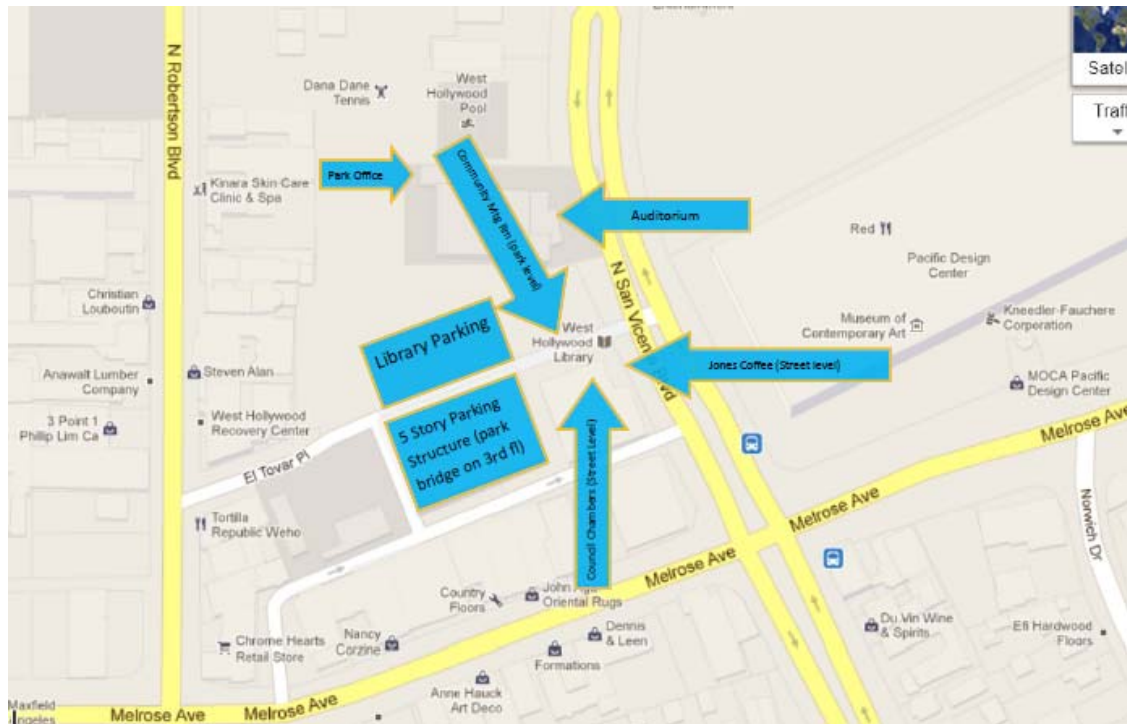 Satel
Traff
N Robertson Blvd
Dana Dane
Tennis
West
Hollywood
Pool
Park Office
Kinara Skin Care
Clinic & Spa
Community Mtg Rm (park level)
Auditorium
Red
Pacific Design
Center
N San Vicen
Blvd
Christian
Louboutin
Library Parking
West
Hollywood
Library
Museum of
Contemporary Art
Kneedler-Fauchere
Corporation
Jones Coffee (Street level)
Anawalt Lumber
Company
Steven Alan
MOCA Pacific
Design Center
3 Point 1
Phillip Lim Ca
West Hollywood
Recovery Center
5 Story Parking
Structure (park
bridge on 3rd fl)
Council Chambers (Street Level)
Melrose Ave
El Tovar Pl
Melrose Ave
Norwich Dr
Tortilla
Republic Weho
Melrose Ave
Country
Floors
John
Oriental Rugs
Dennis
& Leen
Formations
Du Vin Wine
& Spirits
Efi Hardwood
Floors
Chrome Hearts
Retail Store
Nancy
Corzine
Anne Hauck
Art Deco
Maxfield
Angeles
Melrose Ave
Melrose Ave